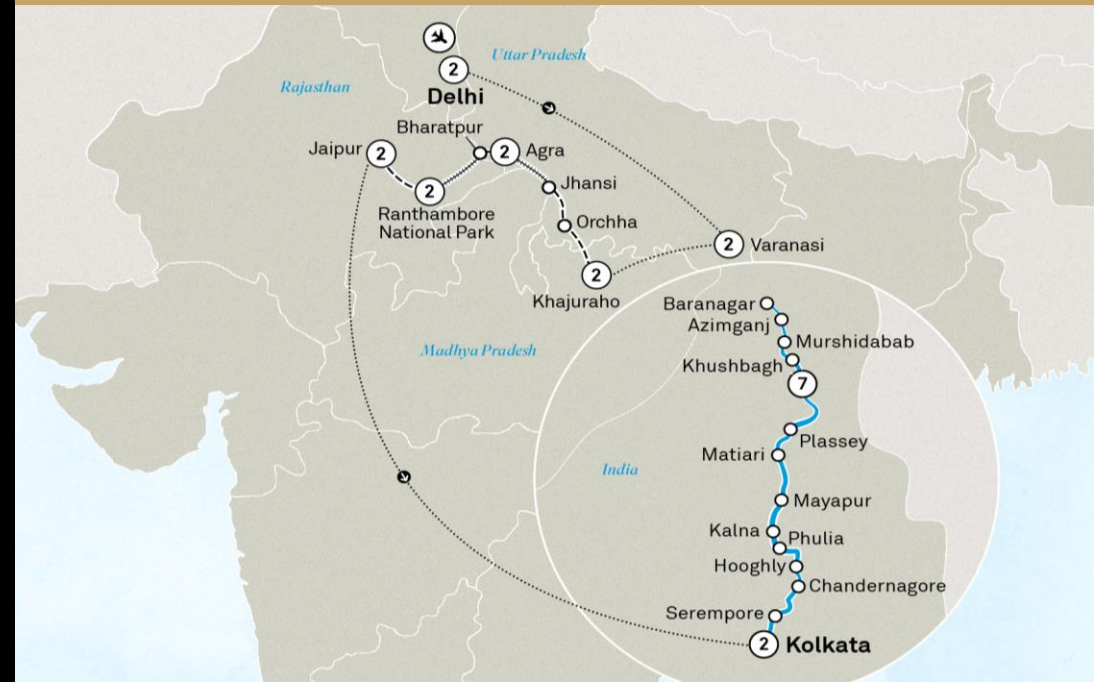 Uttar Pradesh
2
Delhi
Rajasthan
Bharatpur
Jaipur
2
2
Agra
2
Ranthambore
National Park
Jhansi
Orchha
2
Varanasi
2
Khajuraho
Baranagar
Azimganj
Murshidabab
Khushbagh
7
Madhya Pradesh
Plassey
Matiari
India
Mayapur
Kalna
Phulia
Hooghly
Chandernagore
Serempore
2
Kolkata